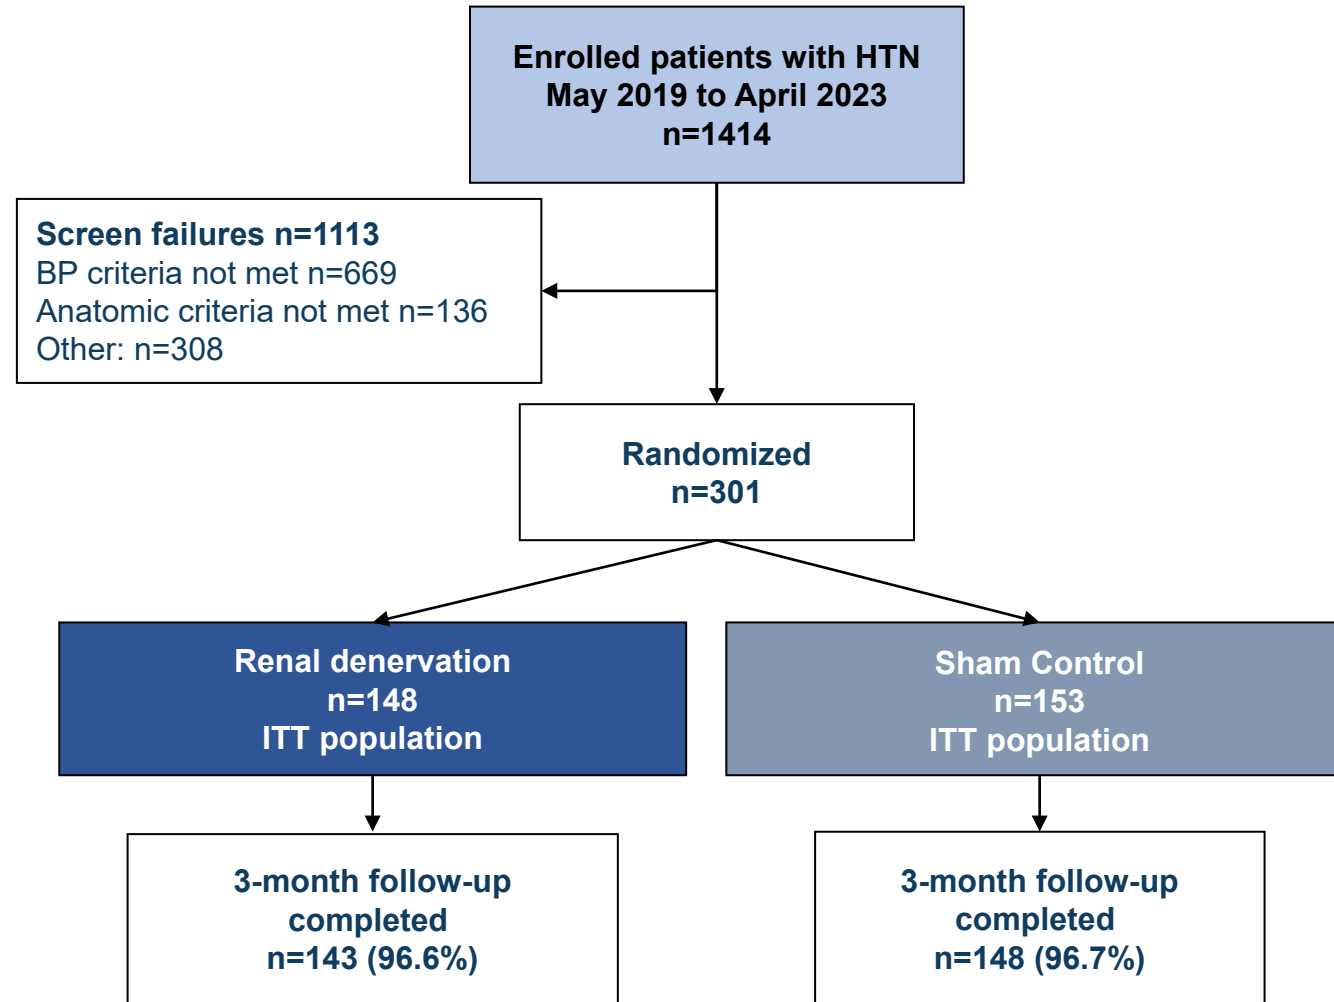 Enrolled patients with HTN
May 2019 to April 2023
n=1414
Screen failures n=1113
BP criteria not met n=669
Anatomic criteria not met n=136
Other: n=308
Randomized
n=301
Renal denervation
n=148
ITT population
Sham Control
n=153
ITT population
3-month follow-up
completed
n=143 (96.6%)
3-month follow-up
completed
n=148 (96.7%)